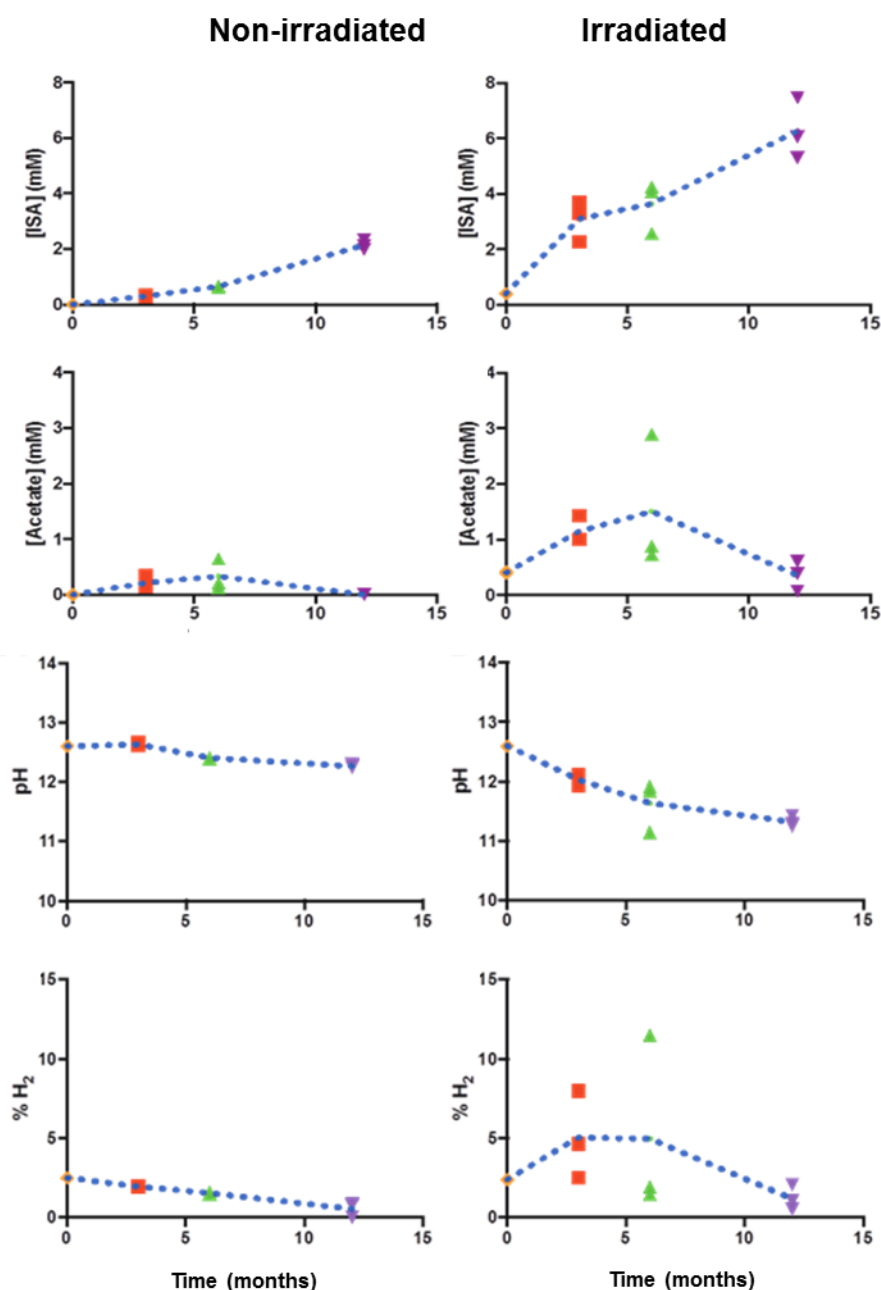 Non-irradiated Irradiated
8 8
6 6
4 4
2 2
0 0
[ISA] (mM) [ISA] (mM)
0 5 10 15 0 5 10 15
4 4
3 3
2 2
1 1
0 0
[Acetate] (mM) [Acetate] (mM)
0 5 10 15 0 5 10 15
14 14
13 13
12 12
11 11
10 10
pH pH
0 5 10 15 0 5 10 15
15 15
10 10
5 5
0 0
% H₂ % H₂
0 5 10 15 0 5 10 15
Time (months) Time (months)